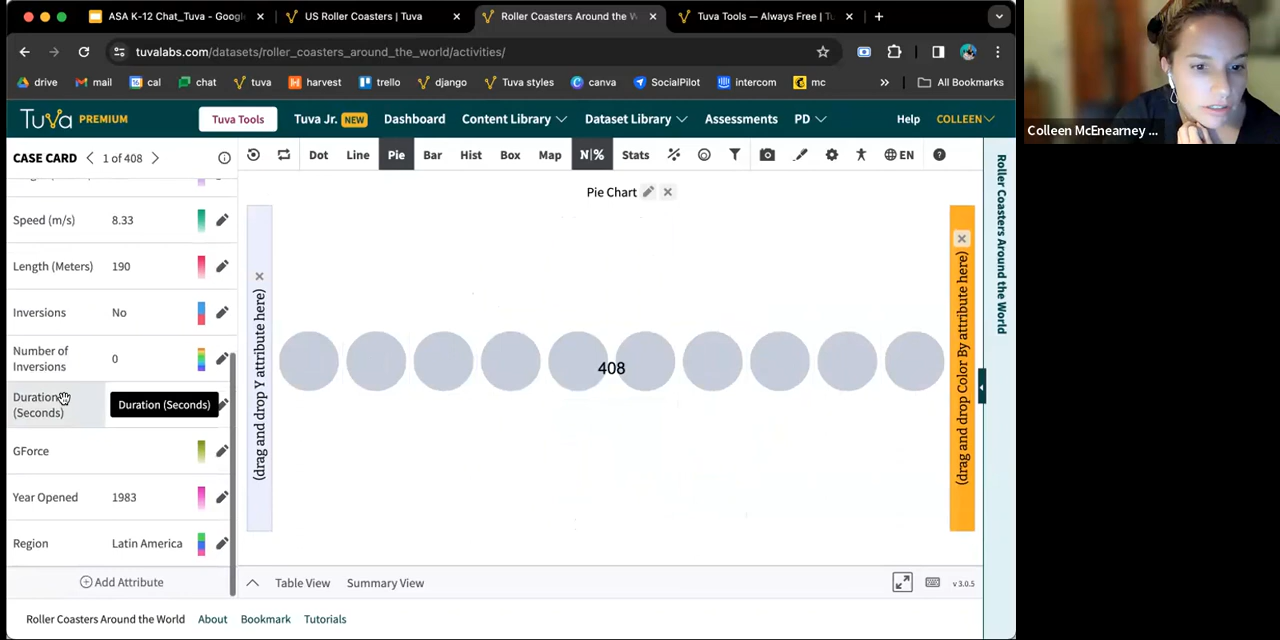 ASA K-12 Chat_Tuva - Googl
US Roller Coasters | Tuva
Roller Coasters Around the W
Tuva Tools — Always Free | Tu
tuvalabs.com/datasets/roller_coasters_around_the_world/activities/
drive
mail
cal
chat
tuva
harvest
trello
django
Tuva styles
canva
SocialPilot
intercom
mc
All Bookmarks
Tuva PREMIUM
Tuva Tools
Tuva Jr. NEW
Dashboard
Content Library
Dataset Library
Assessments
PD
Help
COLLEEN
CASE CARD
1 of 408
Dot
Line
Pie
Bar
Hist
Box
Map
N|%
Stats
EN
Pie Chart
Speed (m/s) 8.33
Length (Meters) 190
Inversions No
Number of
Inversions 0
Duration
(Seconds)
Duration (Seconds)
GForce
Year Opened 1983
Region Latin America
Add Attribute
(drag and drop Y attribute here)
408
(drag and drop Color By attribute here)
Roller Coasters Around the World
Table View
Summary View
v 3.0.5
Roller Coasters Around the World
About
Bookmark
Tutorials
Colleen McEnearney ...